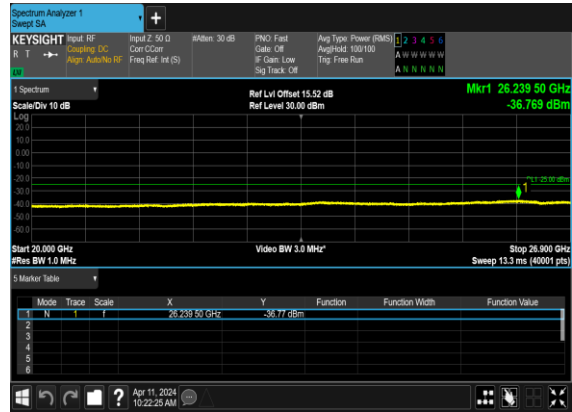 Spectrum Analyzer 1
Swept SA
+
KEYSIGHT Input: RF Input Z: 50 Ω #Atten: 30 dB PNO: Fast Avg Type: Power (RMS) 1 2 3 4 5 6
R T Coupling: DC Corr CCorr Gate: Off Avg|Hold: 100/100 A W W W W W
Align: Auto/No RF Freq Ref: Int (S) IF Gain: Low Trig: Free Run
Sig Track: Off A N N N N N
1 Spectrum Ref Lvl Offset 15.52 dB Mkr1 26.239 50 GHz
Scale/Div 10 dB Ref Level 30.00 dBm -36.769 dBm
Log
20.0
10.0
0.00
-10.0
-20.0
DL1 -25.00 dBm
1
-30.0
-40.0
-50.0
-60.0
Start 20.000 GHz Video BW 3.0 MHz* Stop 26.900 GHz
#Res BW 1.0 MHz Sweep 13.3 ms (40001 pts)
5 Marker Table
Mode Trace Scale X Y Function Function Width Function Value
1 N 1 f 26.239 50 GHz -36.77 dBm
2
3
4
5
6
? Apr 11, 2024
10:22:25 AM